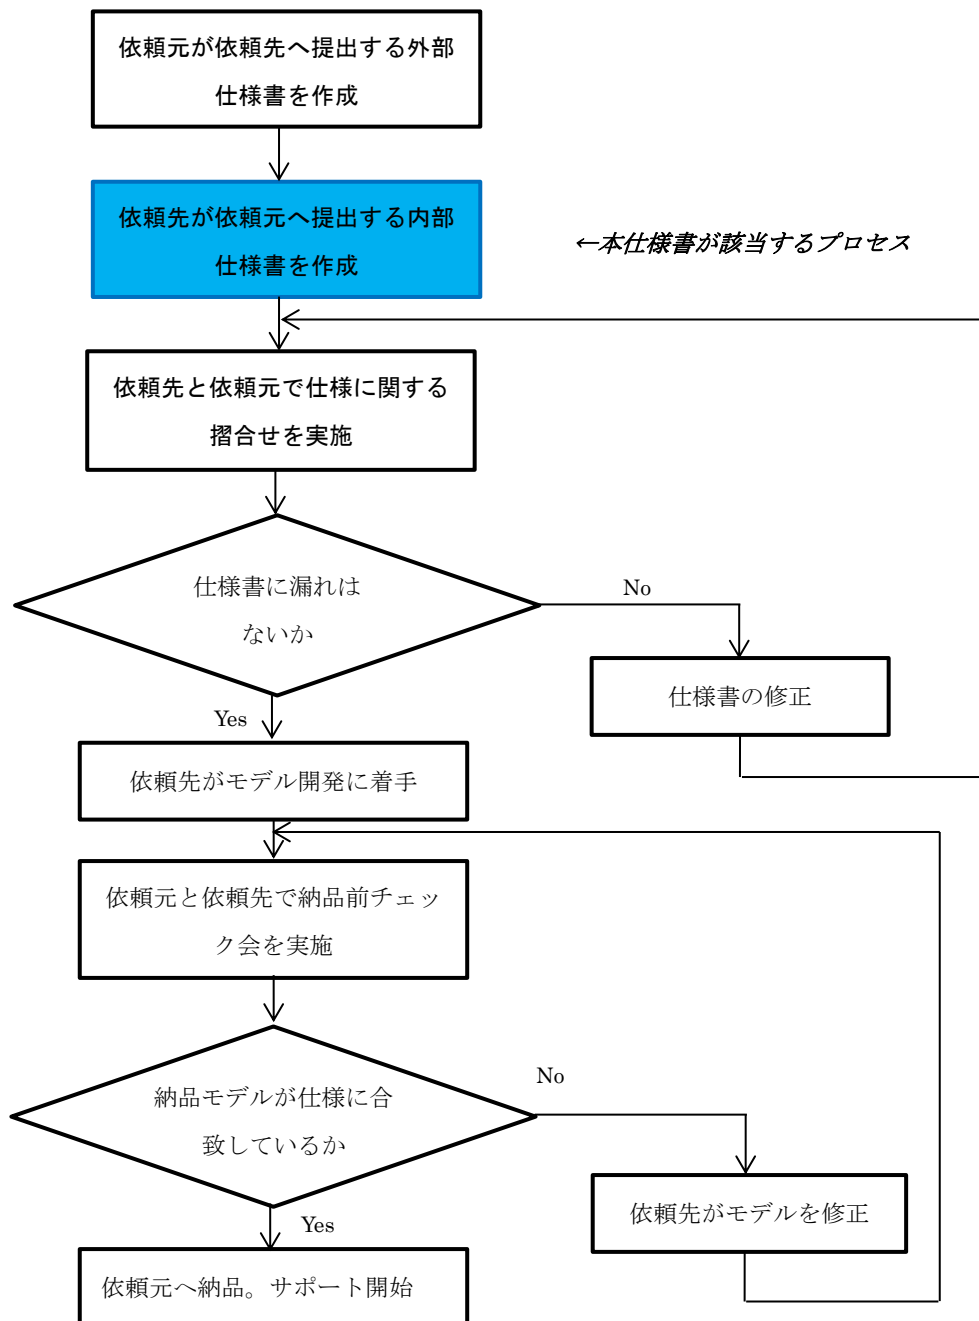 依頼元が依頼先へ提出する外部
仕様書を作成
依頼先が依頼元へ提出する内部
仕様書を作成
←本仕様書が該当するプロセス
依頼先と依頼元で仕様に関する
摺合せを実施
仕様書に漏れは
ないか
No
仕様書の修正
Yes
依頼先がモデル開発に着手
依頼元と依頼先で納品前チェッ
ク会を実施
納品モデルが仕様に合
致しているか
No
依頼先がモデルを修正
Yes
依頼元へ納品。サポート開始